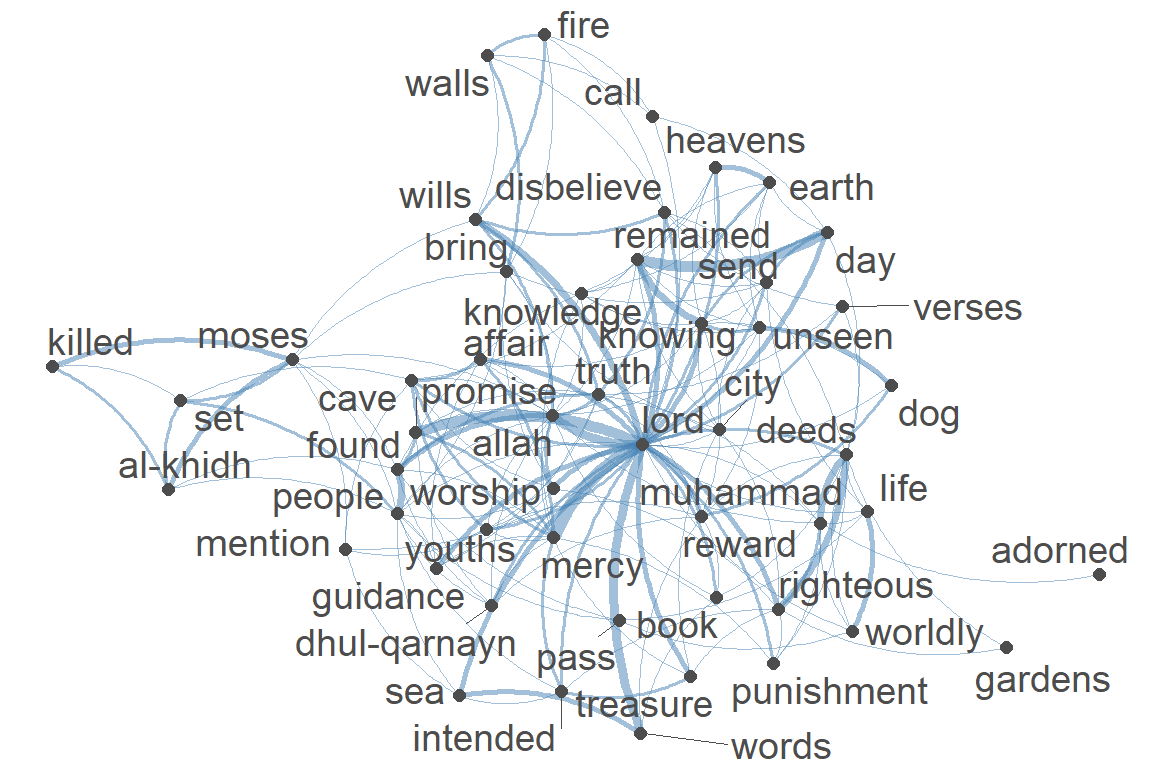 fire
walls
call
heavens
disbelieve
earth
wills
remained
bring
send
day
knowledge
verses
killed
moses
affair
knowing
unseen
truth
cave
promise
city
set
lord
dog
found
allah
deeds
al-khidh
people
worship
muhammad
life
mention
youths
reward
adorned
mercy
guidance
righteous
dhul-qarnayn
book
worldly
pass
gardens
sea
treasure
punishment
intended
words